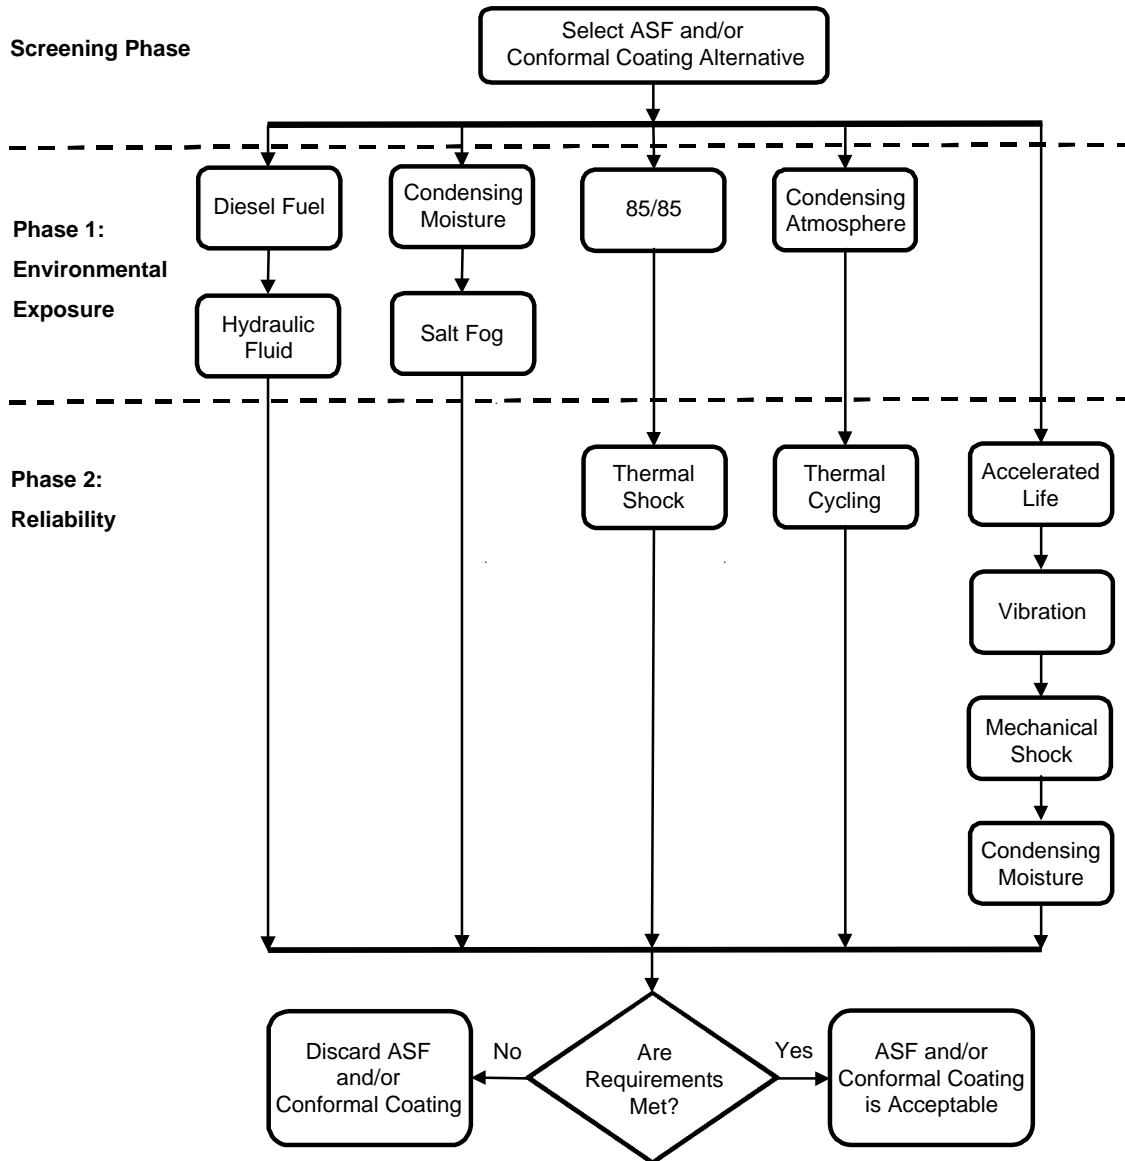 Screening Phase
Select ASF and/or
Conformal Coating Alternative
Phase 1:
Environmental
Exposure
Diesel Fuel
Condensing
Moisture
85/85
Condensing
Atmosphere
Hydraulic
Fluid
Salt Fog
Phase 2:
Reliability
Thermal
Shock
Thermal
Cycling
Accelerated
Life
Vibration
Mechanical
Shock
Condensing
Moisture
Discard ASF
and/or
Conformal Coating
No
Are
Requirements
Met?
Yes
ASF and/or
Conformal Coating
is Acceptable